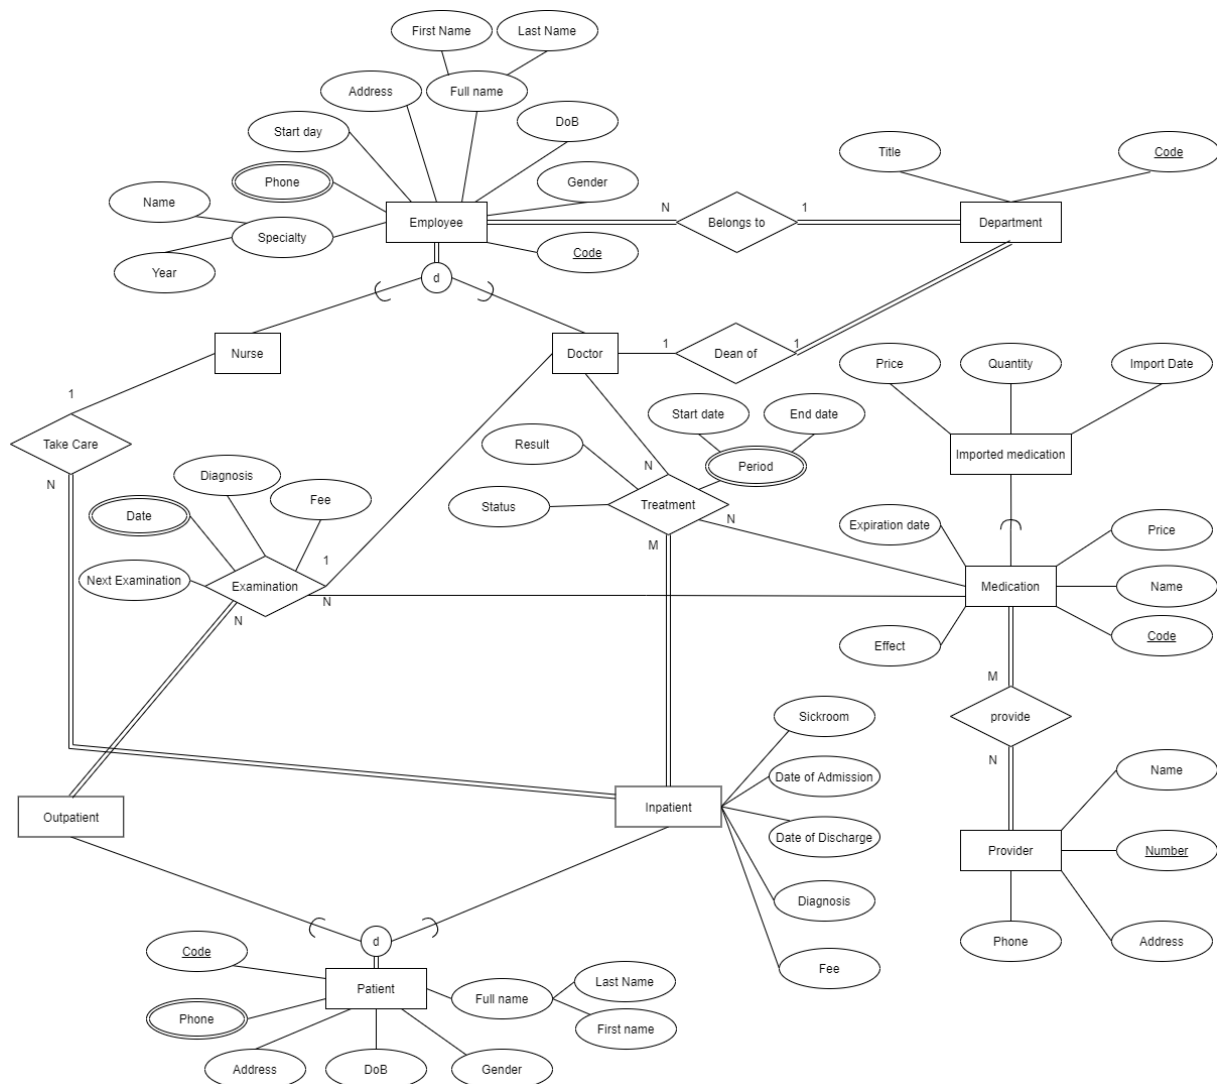 First Name
Last Name
Address
Full name
Start day
DoB
Title
Code
Phone
Gender
Name
N
1
Employee
Belongs to
Department
Specialty
Code
Year
d
Nurse
Doctor
1
Dean of
1
Price
Quantity
Import Date
1
Start date
End date
Take Care
Result
Imported medication
N
Diagnosis
N
Period
Fee
Status
Treatment
Date
N
Expiration date
Price
M
1
Next Examination
Examination
Medication
Name
N
N
Code
Effect
M
Sickroom
provide
N
Date of Admission
Name
Inpatient
Outpatient
Date of Discharge
Provider
Number
Diagnosis
d
Phone
Address
Code
Fee
Patient
Full name
Last Name
Phone
First name
Address
DoB
Gender